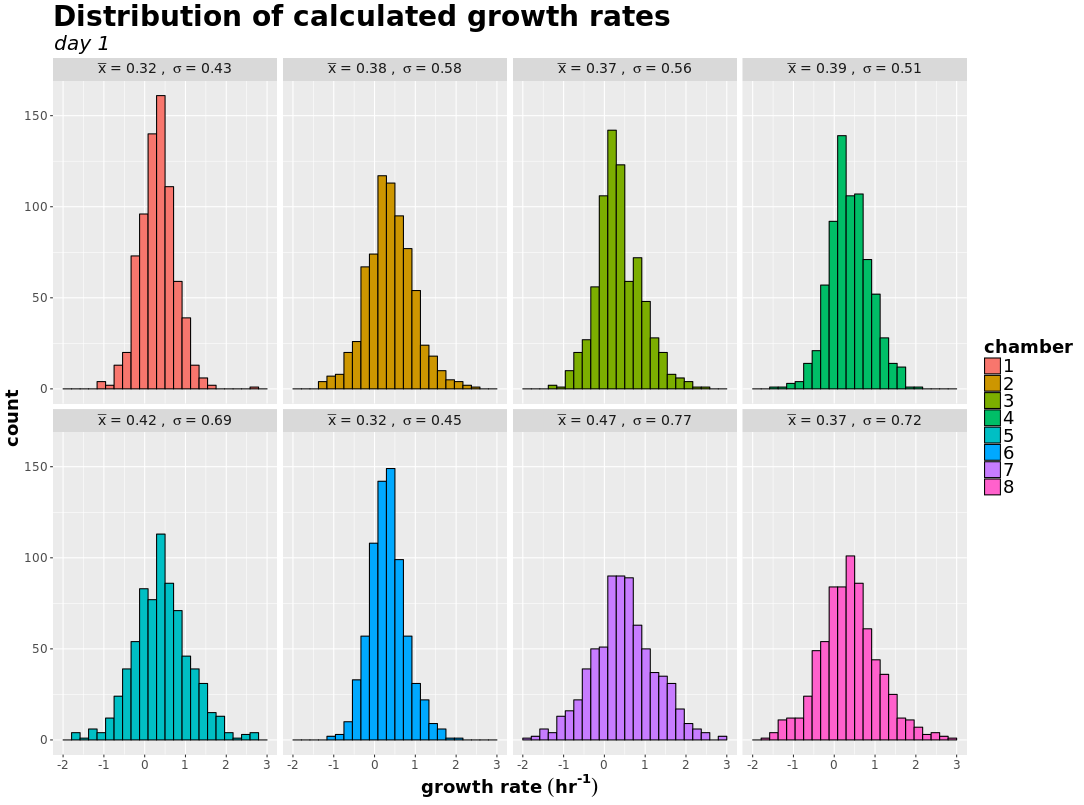 Distribution of calculated growth rates
day 1
x̅ = 0.32 , σ = 0.43
x̅ = 0.38 , σ = 0.58
x̅ = 0.37 , σ = 0.56
x̅ = 0.39 , σ = 0.51
150
100
50
0
x̅ = 0.42 , σ = 0.69
x̅ = 0.32 , σ = 0.45
x̅ = 0.47 , σ = 0.77
x̅ = 0.37 , σ = 0.72
150
100
50
0
-2 -1 0 1 2 3
-2 -1 0 1 2 3
-2 -1 0 1 2 3
-2 -1 0 1 2 3
growth rate (hr⁻¹)
count
chamber
1
2
3
4
5
6
7
8